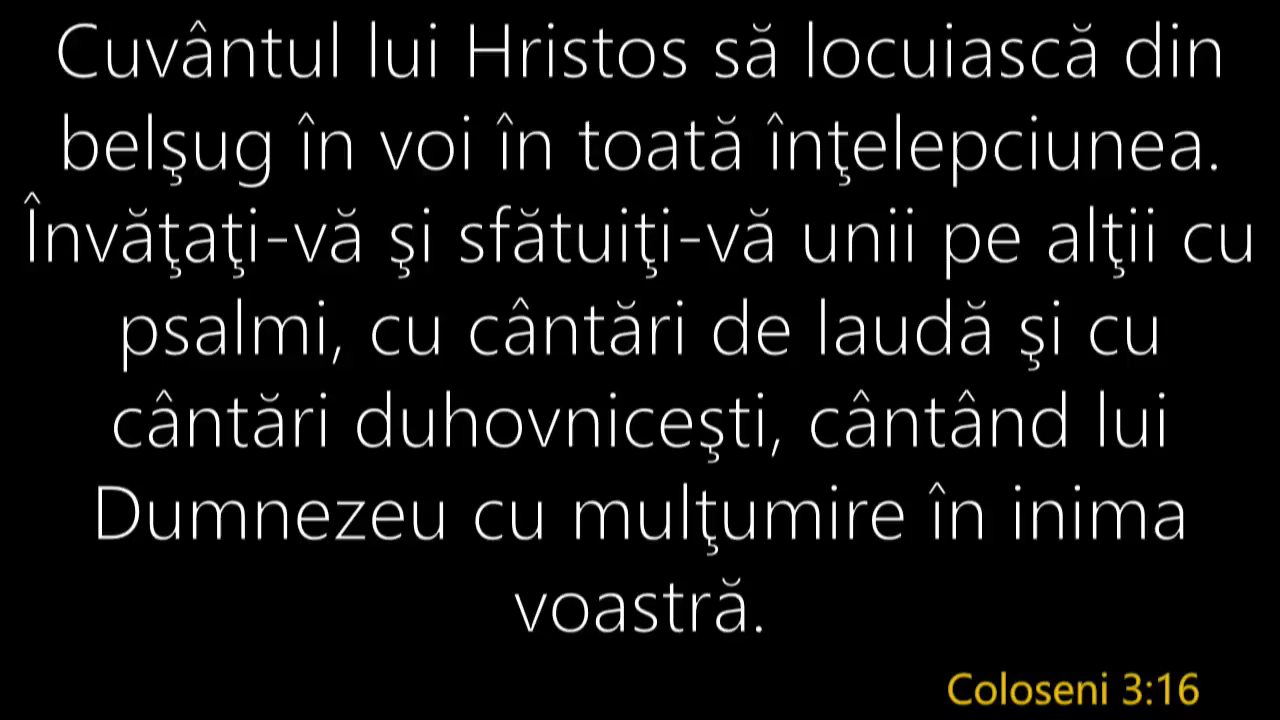 Cuvântul lui Hristos să locuiască din
belşug în voi în toată înţelepciunea.
Învăţaţi-vă şi sfătuiţi-vă unii pe alţii cu
psalmi, cu cântări de laudă şi cu
cântări duhovniceşti, cântând lui
Dumnezeu cu mulţumire în inima
voastră.
Coloseni 3:16